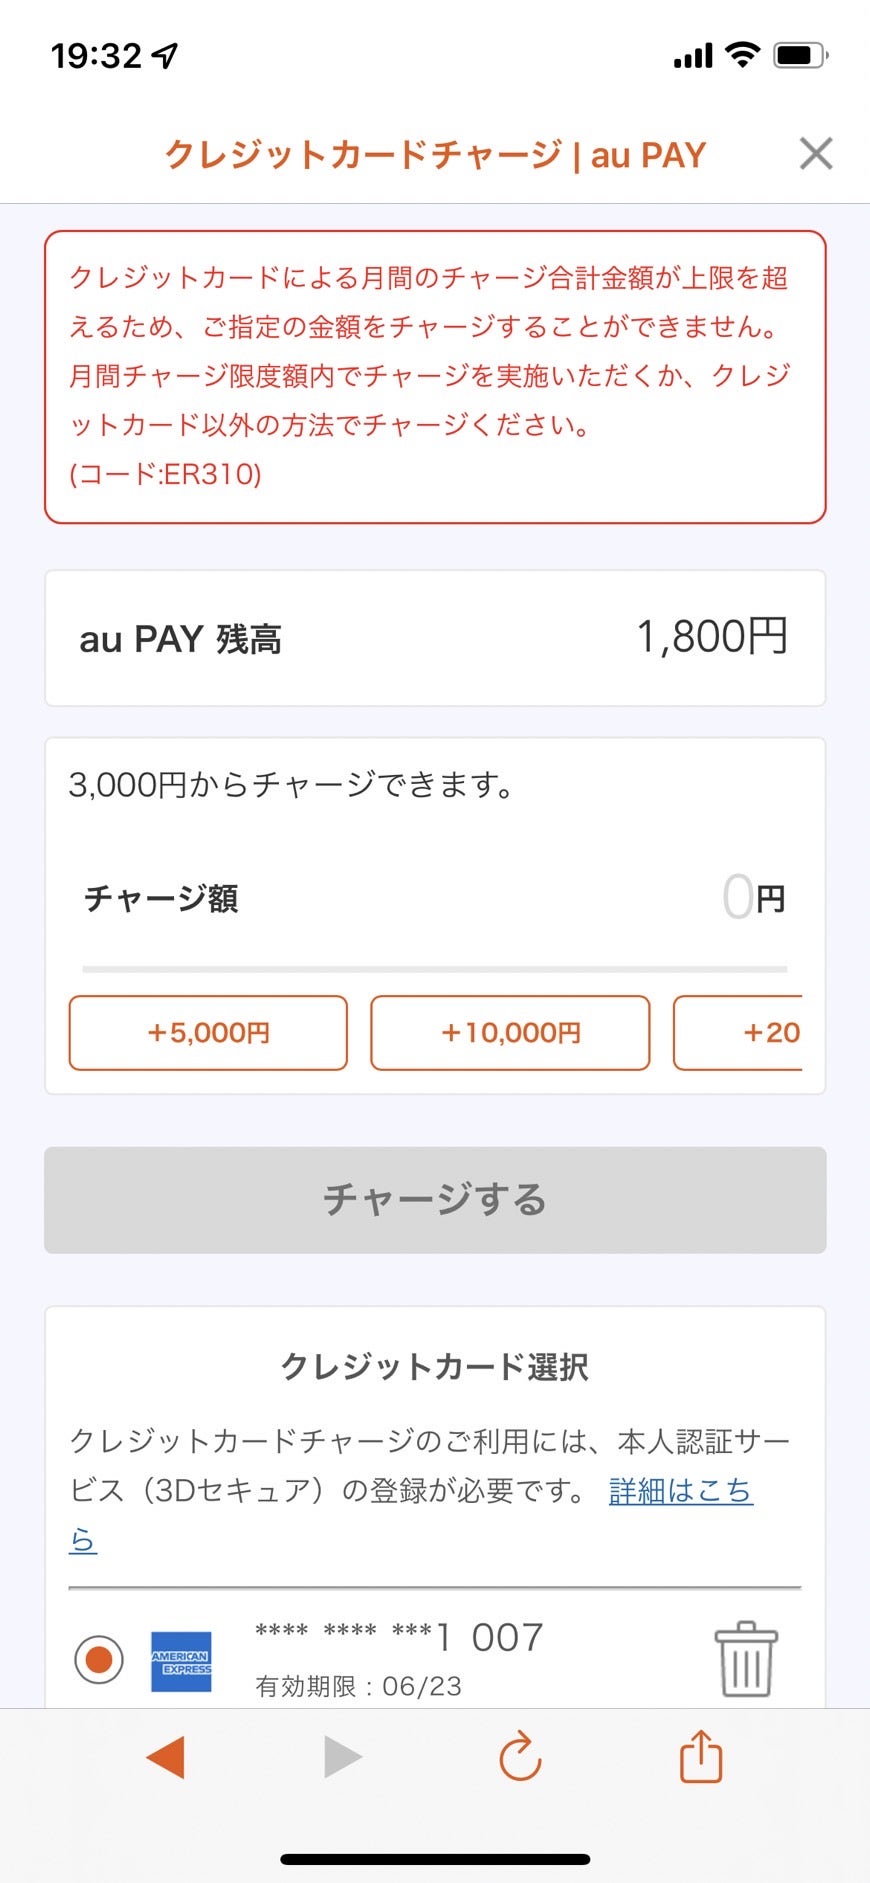 19:32
クレジットカードチャージ | au PAY
クレジットカードによる月間のチャージ合計金額が上限を超
えるため、ご指定の金額をチャージすることができません。
月間チャージ限度額内でチャージを実施いただくか、クレジ
ットカード以外の方法でチャージください。
(コード:ER310)
au PAY 残高 1,800円
3,000円からチャージできます。
チャージ額 0円
+5,000円 +10,000円 +20
チャージする
クレジットカード選択
クレジットカードチャージのご利用には、本人認証サー
ビス（3Dセキュア）の登録が必要です。 詳細はこち
ら
AMERICAN
EXPRESS
**** **** ***1 007
有効期限：06/23